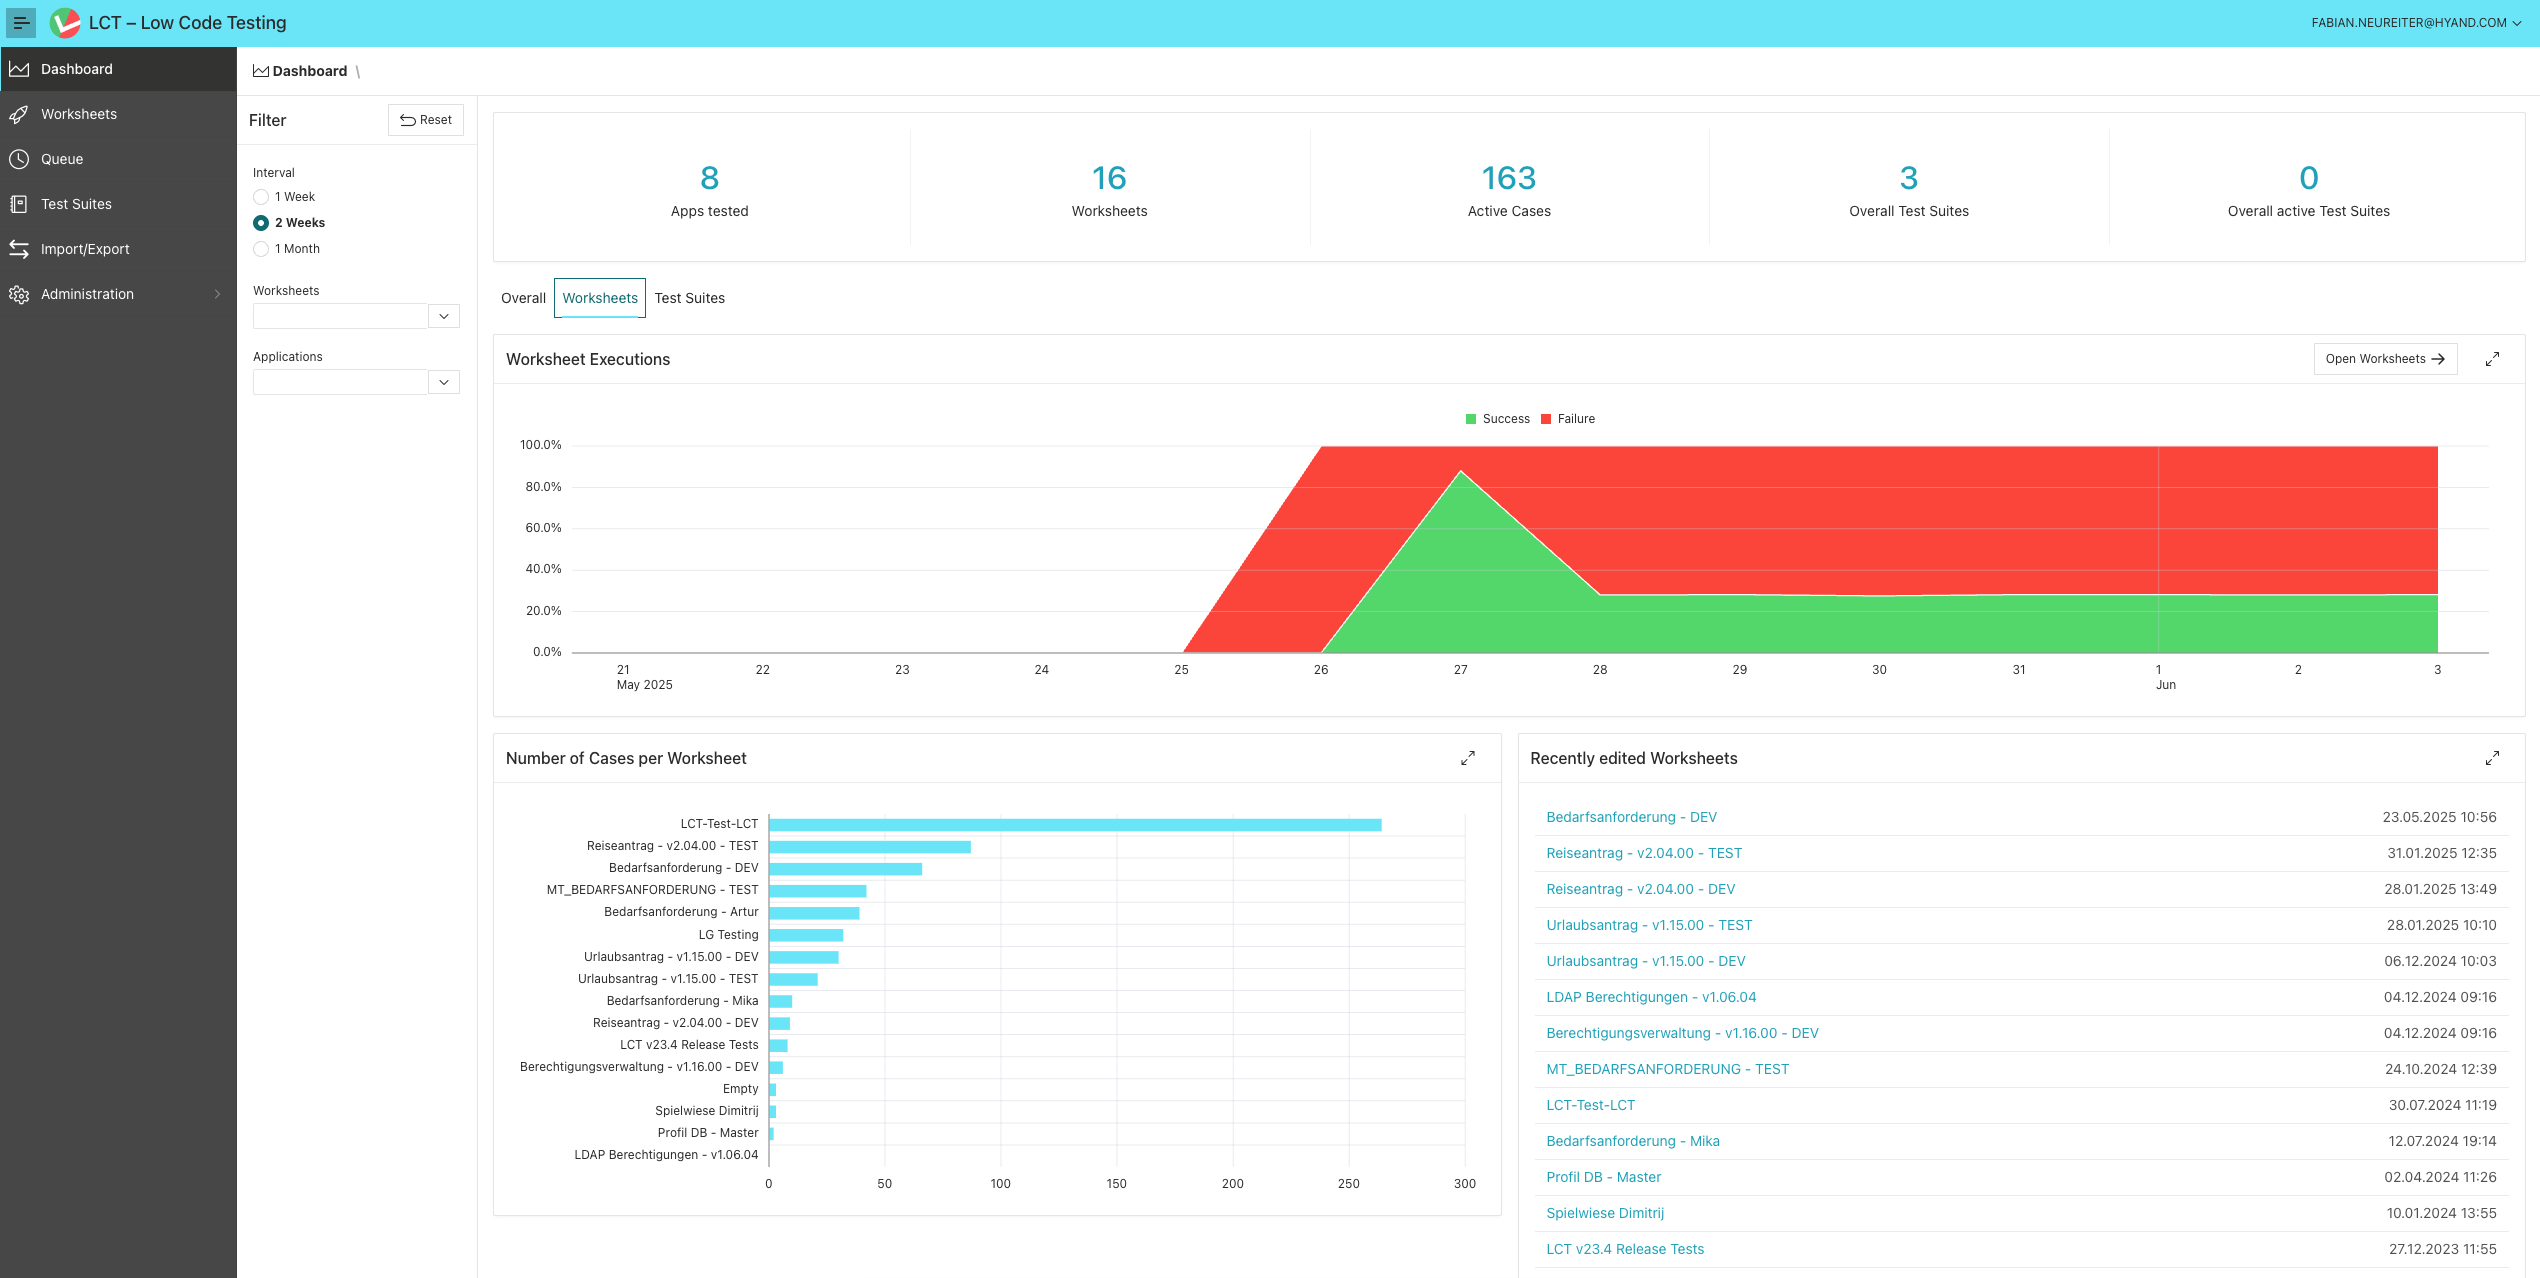 LCT – Low Code Testing
FABIAN.NEUREITER@HYAND.COM
Dashboard
Worksheets
Queue
Test Suites
Import/Export
Administration
Dashboard \
Filter
Reset
Interval
1 Week
2 Weeks
1 Month
Worksheets
Applications
8
Apps tested
16
Worksheets
163
Active Cases
3
Overall Test Suites
0
Overall active Test Suites
Overall Worksheets Test Suites
Worksheet Executions
Open Worksheets
Success Failure
100.0%
80.0%
60.0%
40.0%
20.0%
0.0%
21 22 23 24 25 26 27 28 29 30 31 1 2 3
May 2025 Jun
Number of Cases per Worksheet
LCT-Test-LCT
Reiseantrag - v2.04.00 - TEST
Bedarfsanforderung - DEV
MT_BEDARFSANFORDERUNG - TEST
Bedarfsanforderung - Artur
LG Testing
Urlaubsantrag - v1.15.00 - DEV
Urlaubsantrag - v1.15.00 - TEST
Bedarfsanforderung - Mika
Reiseantrag - v2.04.00 - DEV
LCT v23.4 Release Tests
Berechtigungsverwaltung - v1.16.00 - DEV
Empty
Spielwiese Dimitrij
Profil DB - Master
LDAP Berechtigungen - v1.06.04
0 50 100 150 200 250 300
Recently edited Worksheets
Bedarfsanforderung - DEV 23.05.2025 10:56
Reiseantrag - v2.04.00 - TEST 31.01.2025 12:35
Reiseantrag - v2.04.00 - DEV 28.01.2025 13:49
Urlaubsantrag - v1.15.00 - TEST 28.01.2025 10:10
Urlaubsantrag - v1.15.00 - DEV 06.12.2024 10:03
LDAP Berechtigungen - v1.06.04 04.12.2024 09:16
Berechtigungsverwaltung - v1.16.00 - DEV 04.12.2024 09:16
MT_BEDARFSANFORDERUNG - TEST 24.10.2024 12:39
LCT-Test-LCT 30.07.2024 11:19
Bedarfsanforderung - Mika 12.07.2024 19:14
Profil DB - Master 02.04.2024 11:26
Spielwiese Dimitrij 10.01.2024 13:55
LCT v23.4 Release Tests 27.12.2023 11:55